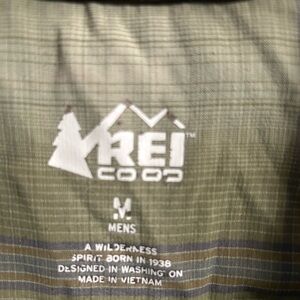 REI
CO OP
M
MENS
A WILDERNESS
SPIRIT BORN IN 1938
DESIGNED IN WASHINGTON
MADE IN VIETNAM